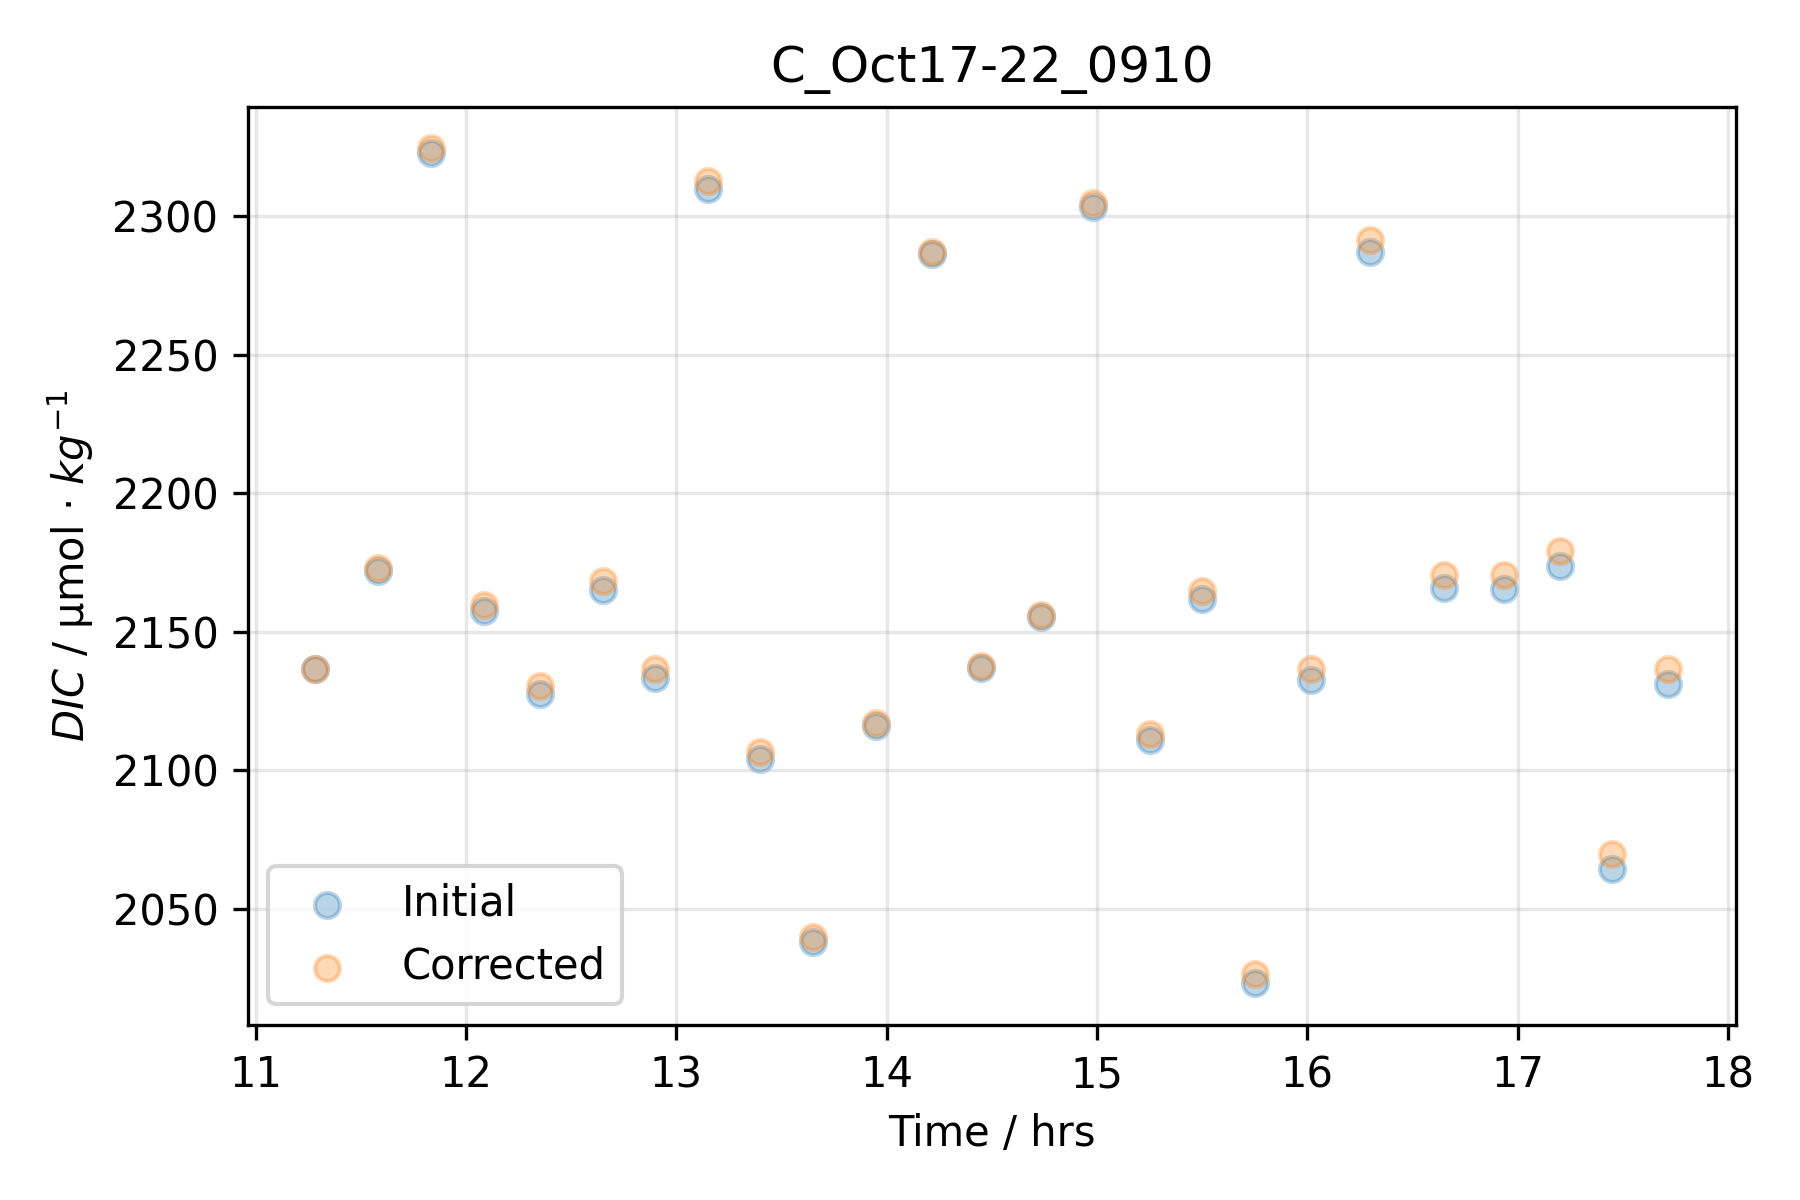 C_Oct17-22_0910
DIC / μmol · kg⁻¹
2300
2250
2200
2150
2100
2050
Initial
Corrected
11 12 13 14 15 16 17 18
Time / hrs